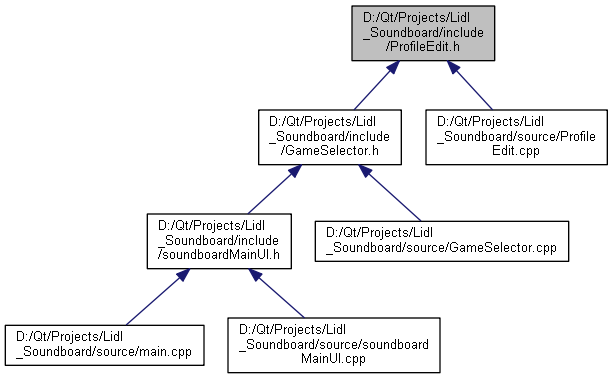 D:/Qt/Projects/Lidl
_Soundboard/include
/ProfileEdit.h
D:/Qt/Projects/Lidl
_Soundboard/include
/GameSelector.h
D:/Qt/Projects/Lidl
_Soundboard/source/Profile
Edit.cpp
D:/Qt/Projects/Lidl
_Soundboard/include
/soundboardMainUI.h
D:/Qt/Projects/Lidl
_Soundboard/source/GameSelector.cpp
D:/Qt/Projects/Lidl
_Soundboard/source/main.cpp
D:/Qt/Projects/Lidl
_Soundboard/source/soundboard
MainUI.cpp